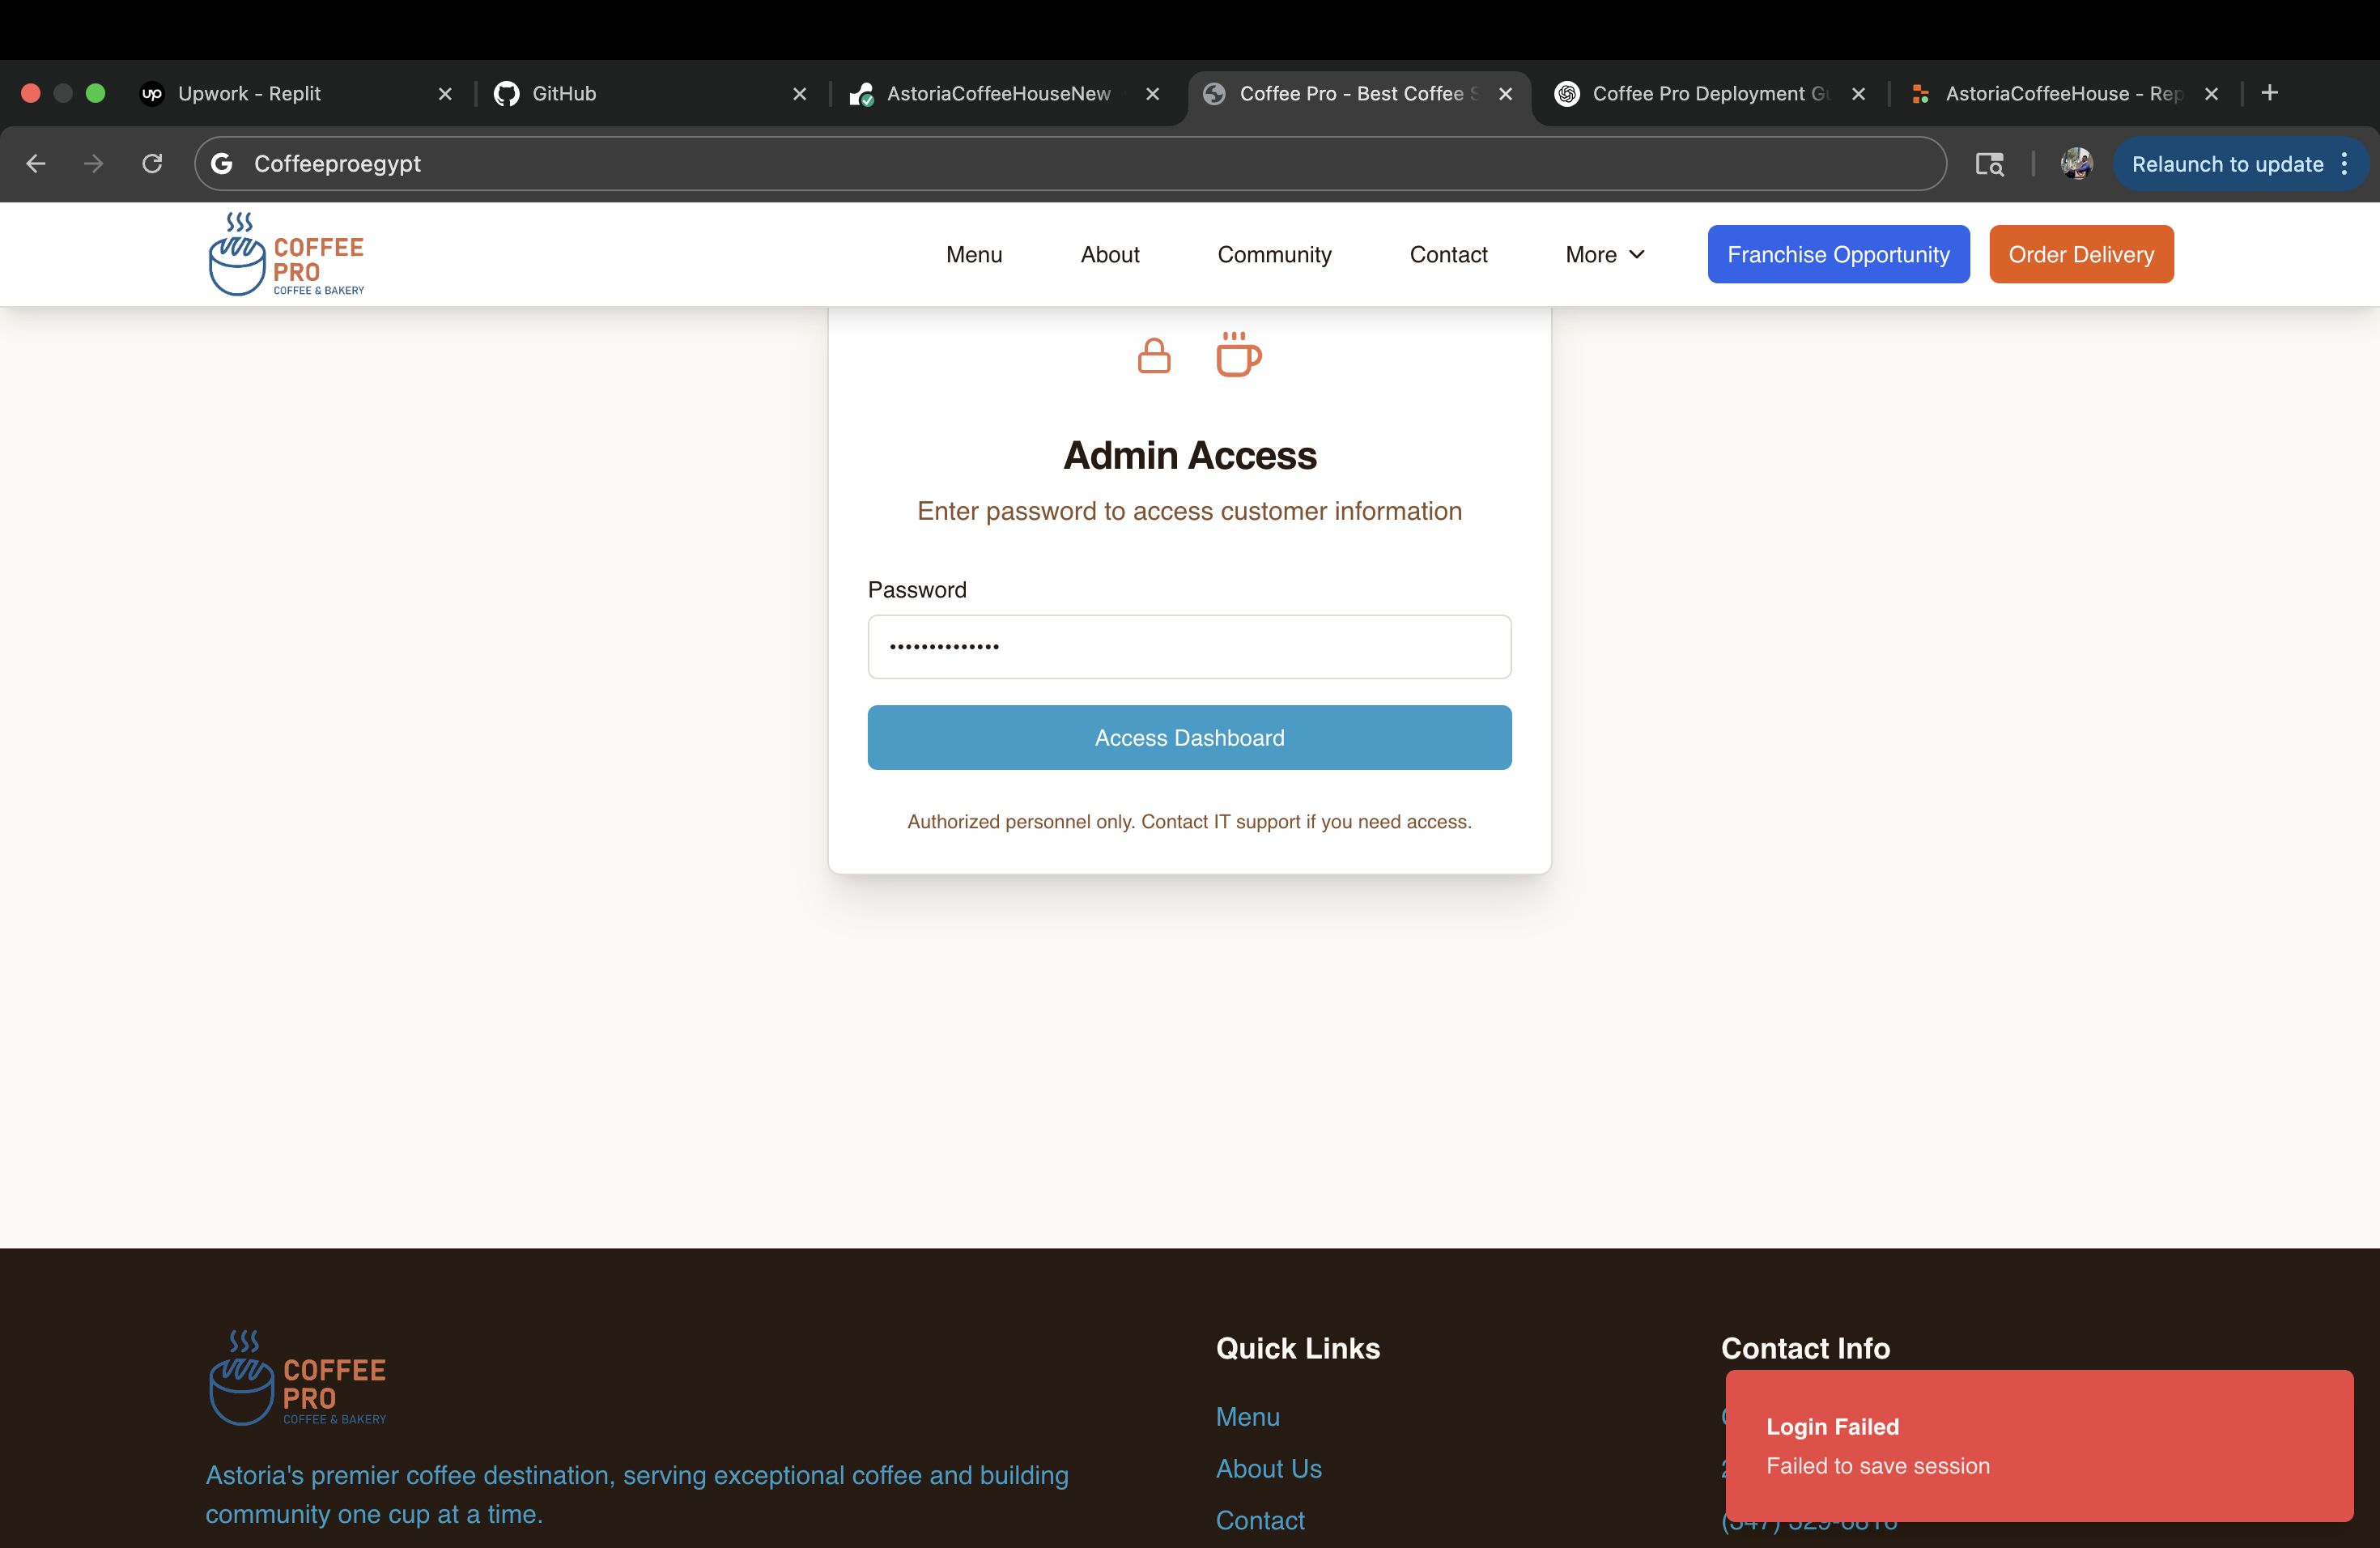 Upwork - Replit
GitHub
AstoriaCoffeeHouseNew
Coffee Pro - Best Coffee
Coffee Pro Deployment
AstoriaCoffeeHouse - Rep
Coffeeproegypt
Relaunch to update
COFFEE
PRO
COFFEE & BAKERY
Menu
About
Community
Contact
More
Franchise Opportunity
Order Delivery
Admin Access
Enter password to access customer information
Password
••••••••••••••
Access Dashboard
Authorized personnel only. Contact IT support if you need access.
COFFEE
PRO
COFFEE & BAKERY
Astoria's premier coffee destination, serving exceptional coffee and building
community one cup at a time.
Quick Links
Menu
About Us
Contact
Contact Info
Login Failed
Failed to save session